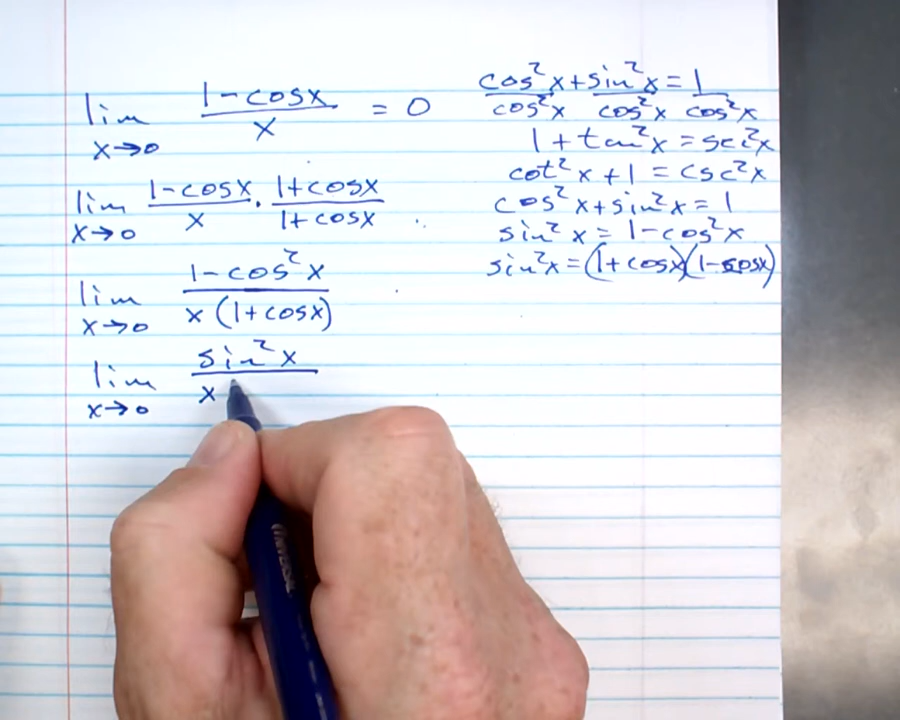 lim x→0 1-cosx / x = 0
lim x→0 1-cosx / x · 1+cosx / 1+cosx
lim x→0 1-cos²x / x(1+cosx)
lim x→0 sin²x / x
cos²x+sin²x=1
cos²x cos²x cos²x
1+tan²x=sec²x
cot²x+1=csc²x
cos²x+sin²x=1
sin²x=1-cos²x
sin²x=(1+cosx)(1-cosx)
UNIVERSAL